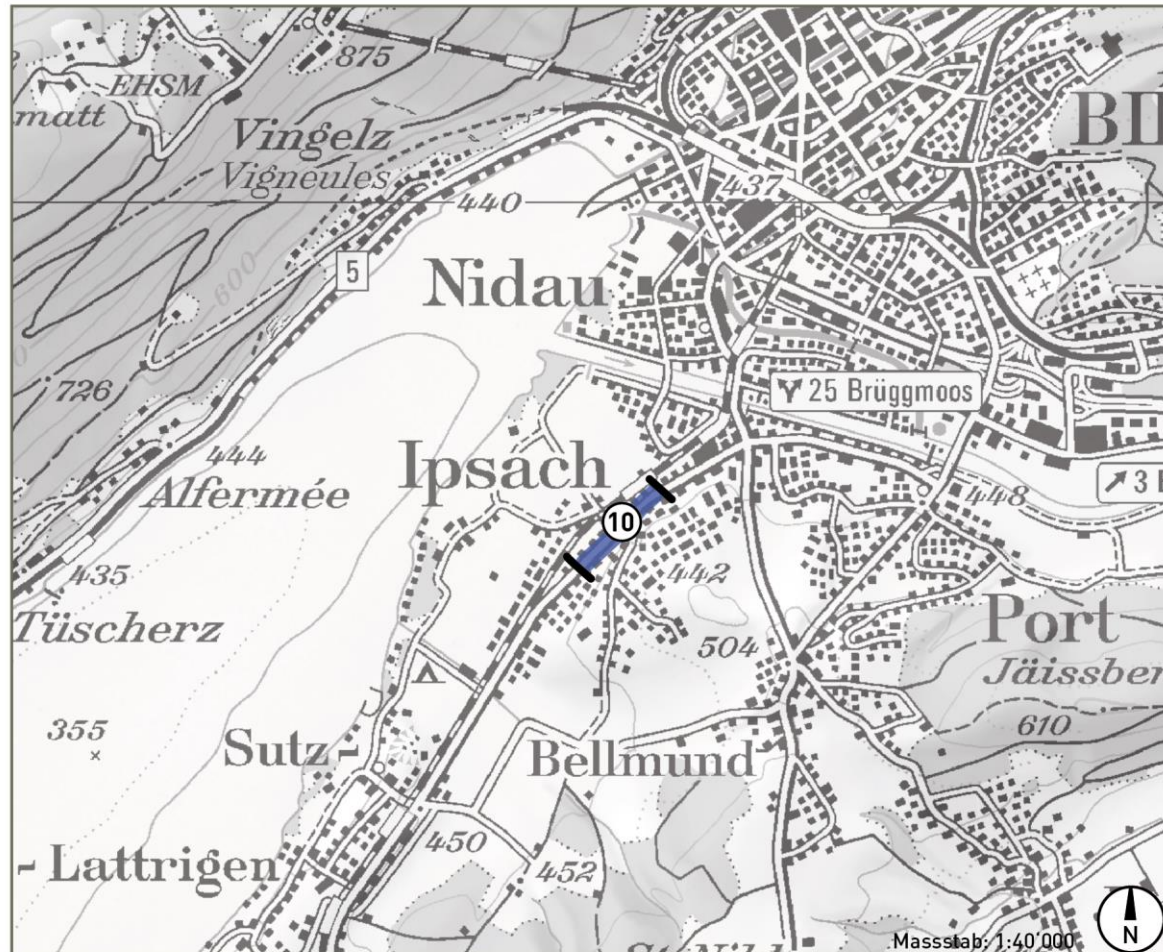 875
EHSM
matt
Vingelz
Vigneules
BI
437
440
5
Nidau
600
726
25 Brüggmoos
444
Alfermée
Ipsach
10
448
3
435
442
Tüscherz
504
Port
Jäissber
610
355
Sutz-
Bellmund
450
- Lattrigen
452
Massstab: 1:40'000
N